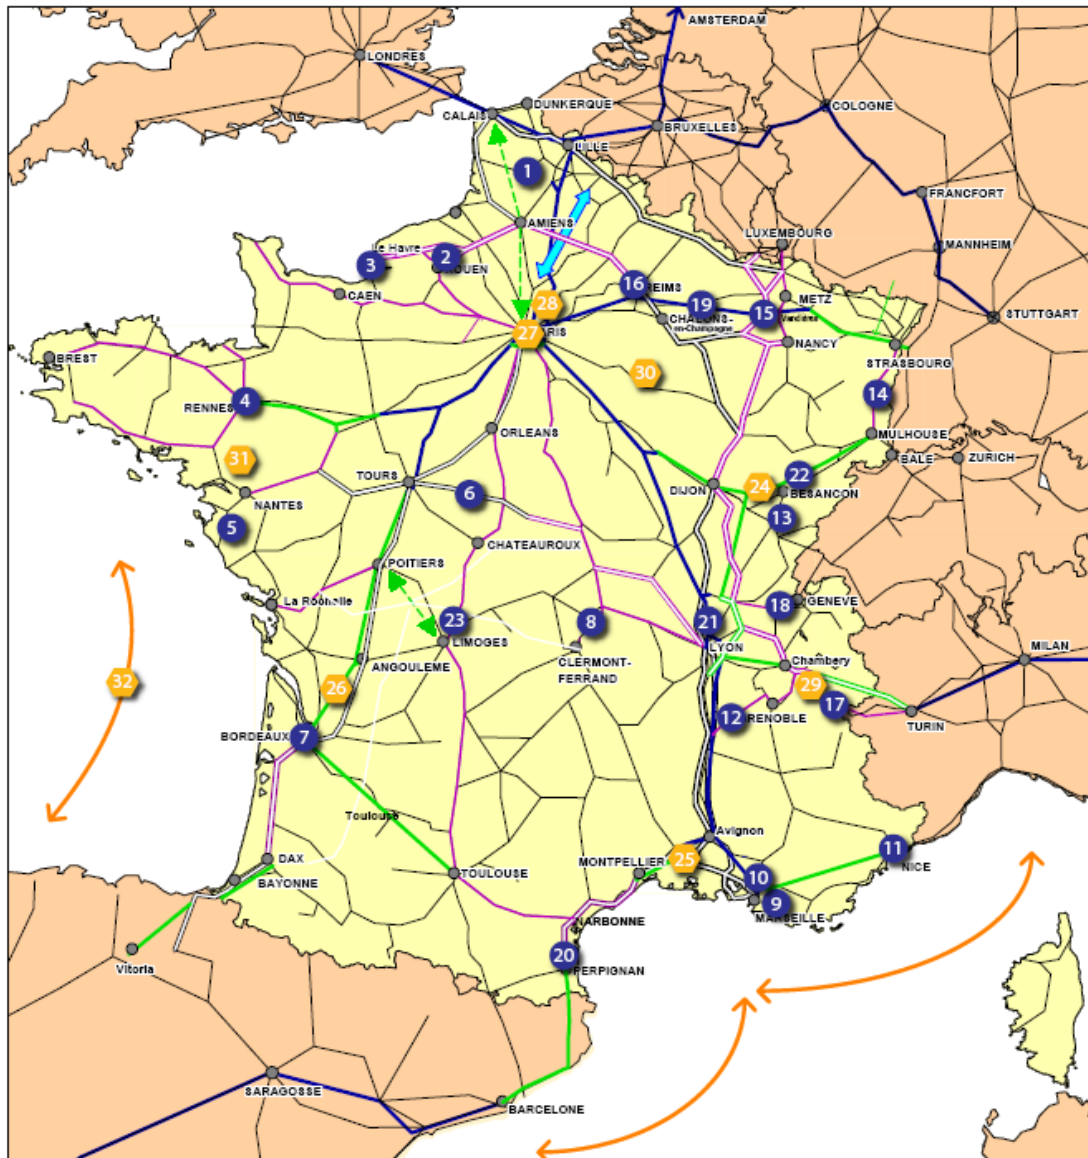 AMSTERDAM
LONDRES
COLOGNE
DUNKERQUE
CALAIS
BRUXELLES
LILLE
1
FRANCFORT
AMIENS
LUXEMBOURG
MANNHEIM
Le Havre
2
3
ROUEN
16
REIMS
METZ
CAEN
28
19
15
CHALONS-
en-Champagne
STUTTGART
27
PARIS
NANCY
BREST
STRASBOURG
30
4
RENNES
14
ORLEANS
MULHOUSE
31
BALE
ZURICH
TOURS
22
24
DIJON
6
BESANCON
NANTES
13
5
CHATEAUROUX
POITIERS
La Rochelle
18
GENEVE
23
8
21
LIMOGES
LYON
MILAN
ANGOULEME
CLERMONT-
FERRAND
Chambery
32
26
29
17
12
GRENOBLE
TURIN
BORDEAUX
7
Toulouse
Avignon
11
NICE
DAX
MONTPELLIER
25
BAYONNE
TOULOUSE
10
9
MARSEILLE
NARBONNE
20
Vitoria
PERPIGNAN
SARAGOSSE
BARCELONE